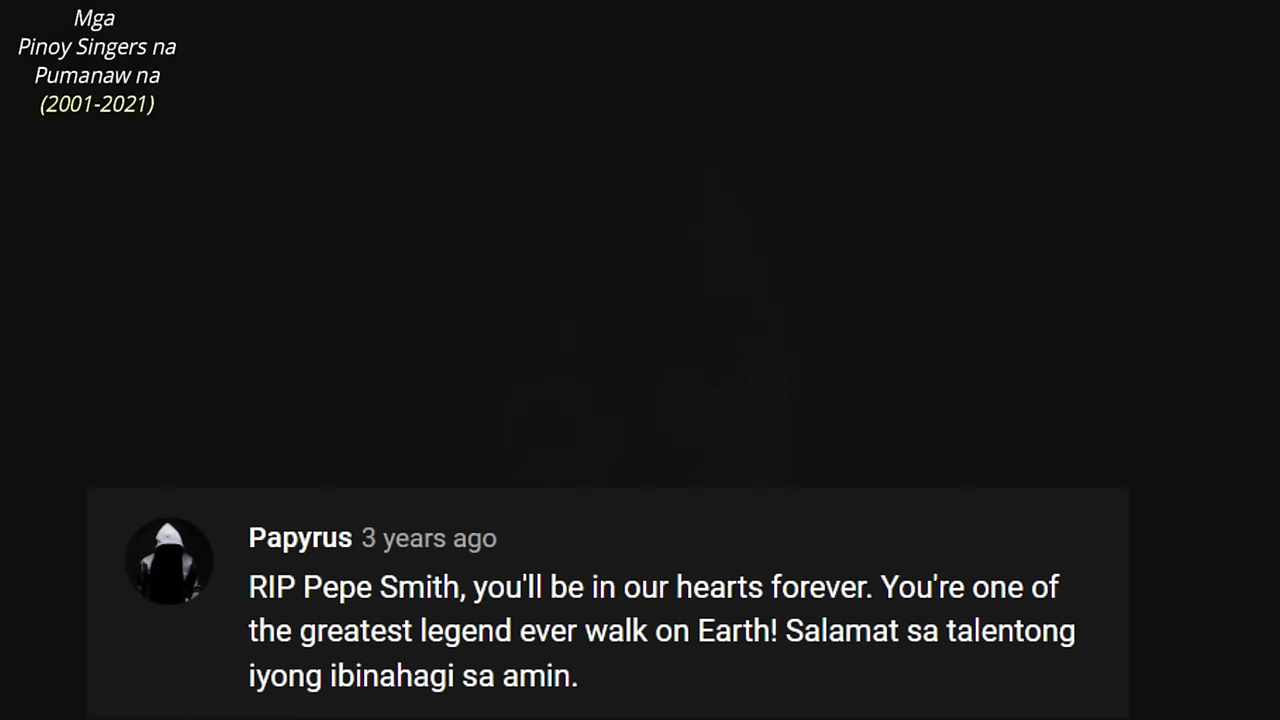 Mga
Pinoy Singers na
Pumanaw na
(2001-2021)
Papyrus 3 years ago
RIP Pepe Smith, you'll be in our hearts forever. You're one of
the greatest legend ever walk on Earth! Salamat sa talentong
iyong ibinahagi sa amin.